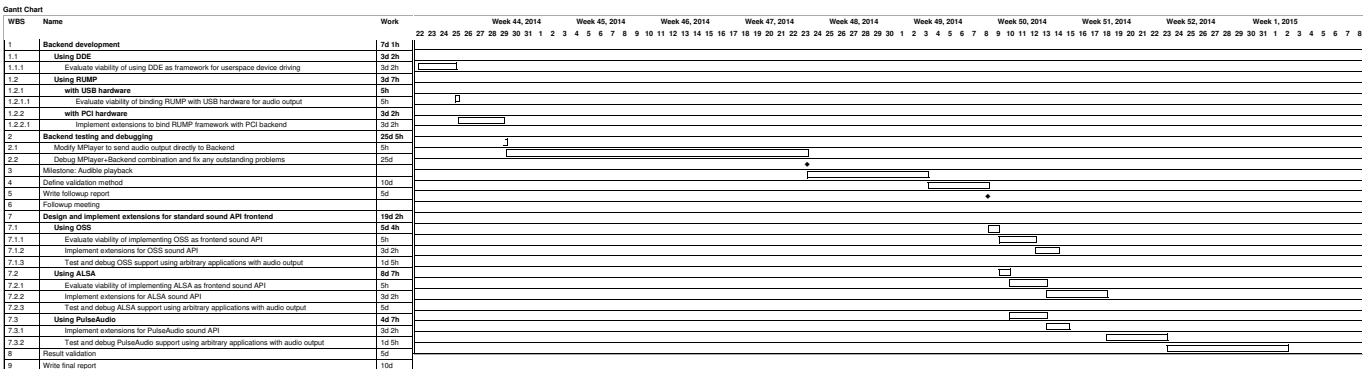 Gantt Chart
WBS Name Work Week 44, 2014 Week 45, 2014 Week 46, 2014 Week 47, 2014 Week 48, 2014 Week 49, 2014 Week 50, 2014 Week 51, 2014 Week 52, 2014 Week 1, 2015
22 23 24 25 26 27 28 29 30 31 1 2 3 4 5 6 7 8 9 10 11 12 13 14 15 16 17 18 19 20 21 22 23 24 25 26 27 28 29 30 1 2 3 4 5 6 7 8 9 10 11 12 13 14 15 16 17 18 19 20 21 22 23 24 25 26 27 28 29 30 31 1 2 3 4 5 6 7 8
1 Backend development 7d 1h
1.1 Using DDE 3d 2h
1.1.1 Evaluate viability of using DDE as framework for userspace device driving 3d 2h
1.2 Using RUMP 3d 7h
1.2.1 with USB hardware 5h
1.2.1.1 Evaluate viability of binding RUMP with USB hardware for audio output 5h
1.2.2 with PCI hardware 3d 2h
1.2.2.1 Implement extensions to bind RUMP framework with PCI backend 3d 2h
2 Backend testing and debugging 25d 5h
2.1 Modify MPlayer to send audio output directly to Backend 5h
2.2 Debug MPlayer+Backend combination and fix any outstanding problems 25d
3 Milestone: Audible playback
4 Define validation method 10d
5 Write followup report 5d
6 Followup meeting
7 Design and implement extensions for standard sound API frontend 19d 2h
7.1 Using OSS 5d 4h
7.1.1 Evaluate viability of implementing OSS as frontend sound API 5h
7.1.2 Implement extensions for OSS sound API 3d 2h
7.1.3 Test and debug OSS support using arbitrary applications with audio output 1d 5h
7.2 Using ALSA 8d 7h
7.2.1 Evaluate viability of implementing ALSA as frontend sound API 5h
7.2.2 Implement extensions for ALSA sound API 3d 2h
7.2.3 Test and debug ALSA support using arbitrary applications with audio output 5d
7.3 Using PulseAudio 4d 7h
7.3.1 Implement extensions for PulseAudio sound API 3d 2h
7.3.2 Test and debug PulseAudio support using arbitrary applications with audio output 1d 5h
8 Result validation 5d
9 Write final report 10d